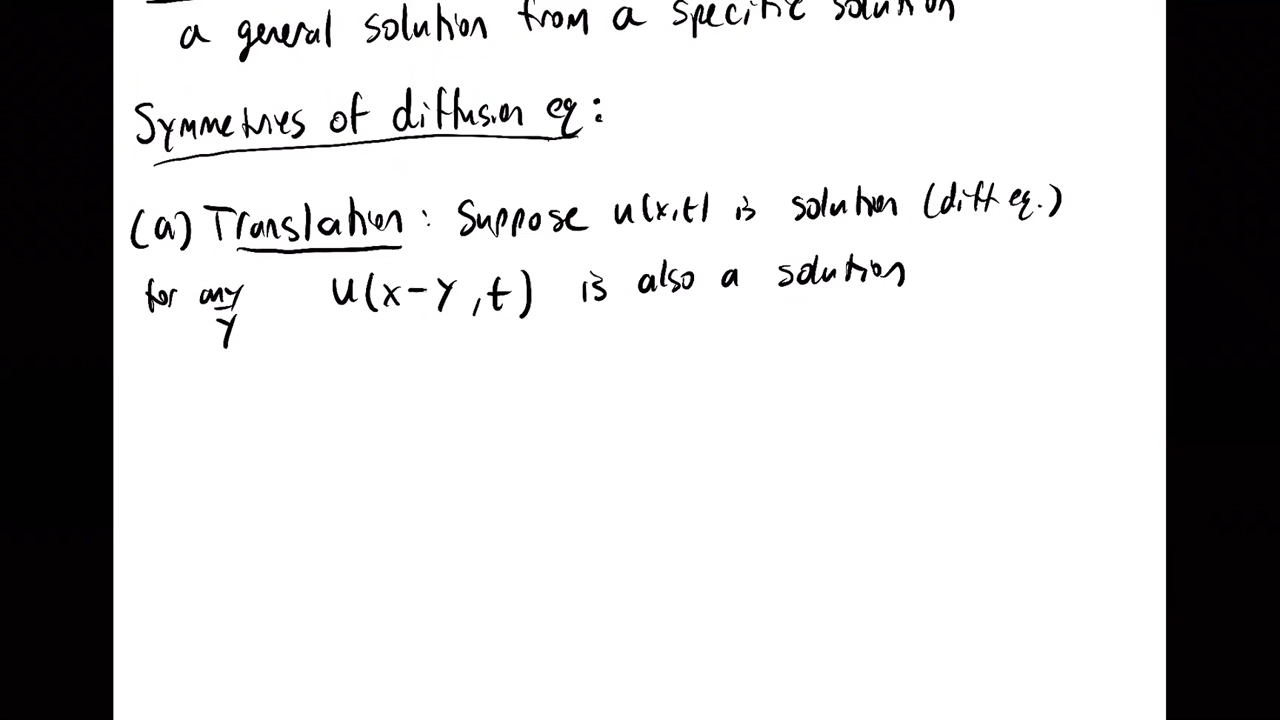 a general solution from a specific solution
Symmetries of diffusion eq:
(a) Translation: Suppose u(x,t) is solution (diff eq.)
for any y u(x-y,t) is also a solution